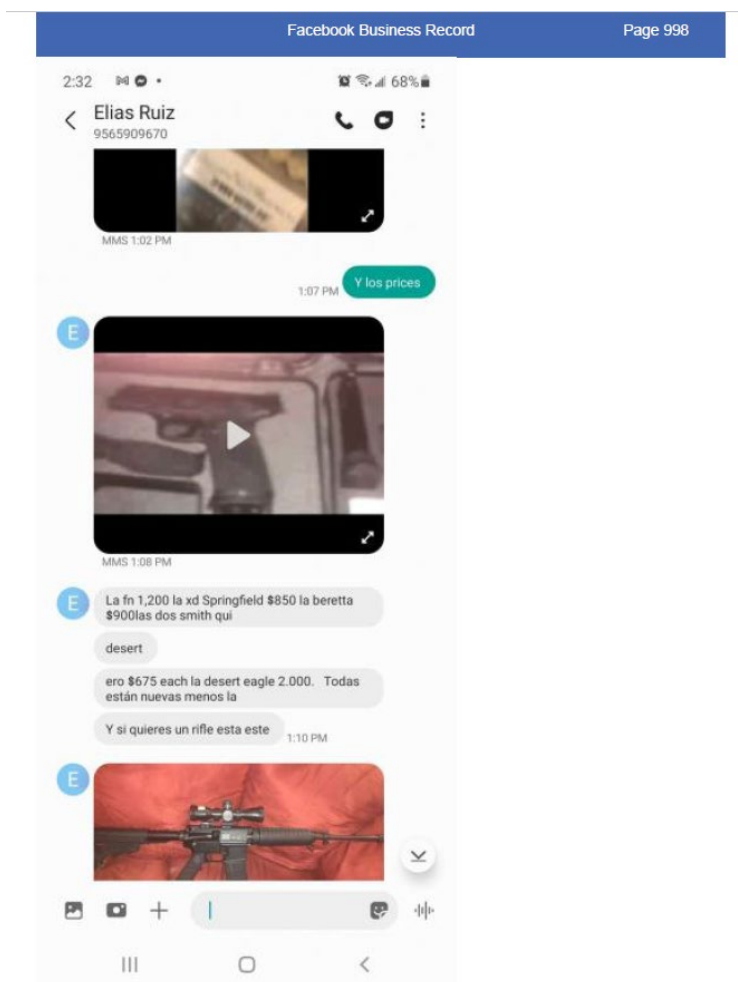 Facebook Business Record Page 998
2:32 68%
Elias Ruiz
9565909670
MMS 1:02 PM
1:07 PM Y los prices
E
MMS 1:08 PM
E
La fn 1,200 la xd Springfield $850 la beretta
$900las dos smith qui
desert
ero $675 each la desert eagle 2.000. Todas
están nuevas menos la
Y si quieres un rifle esta este 1:10 PM
E